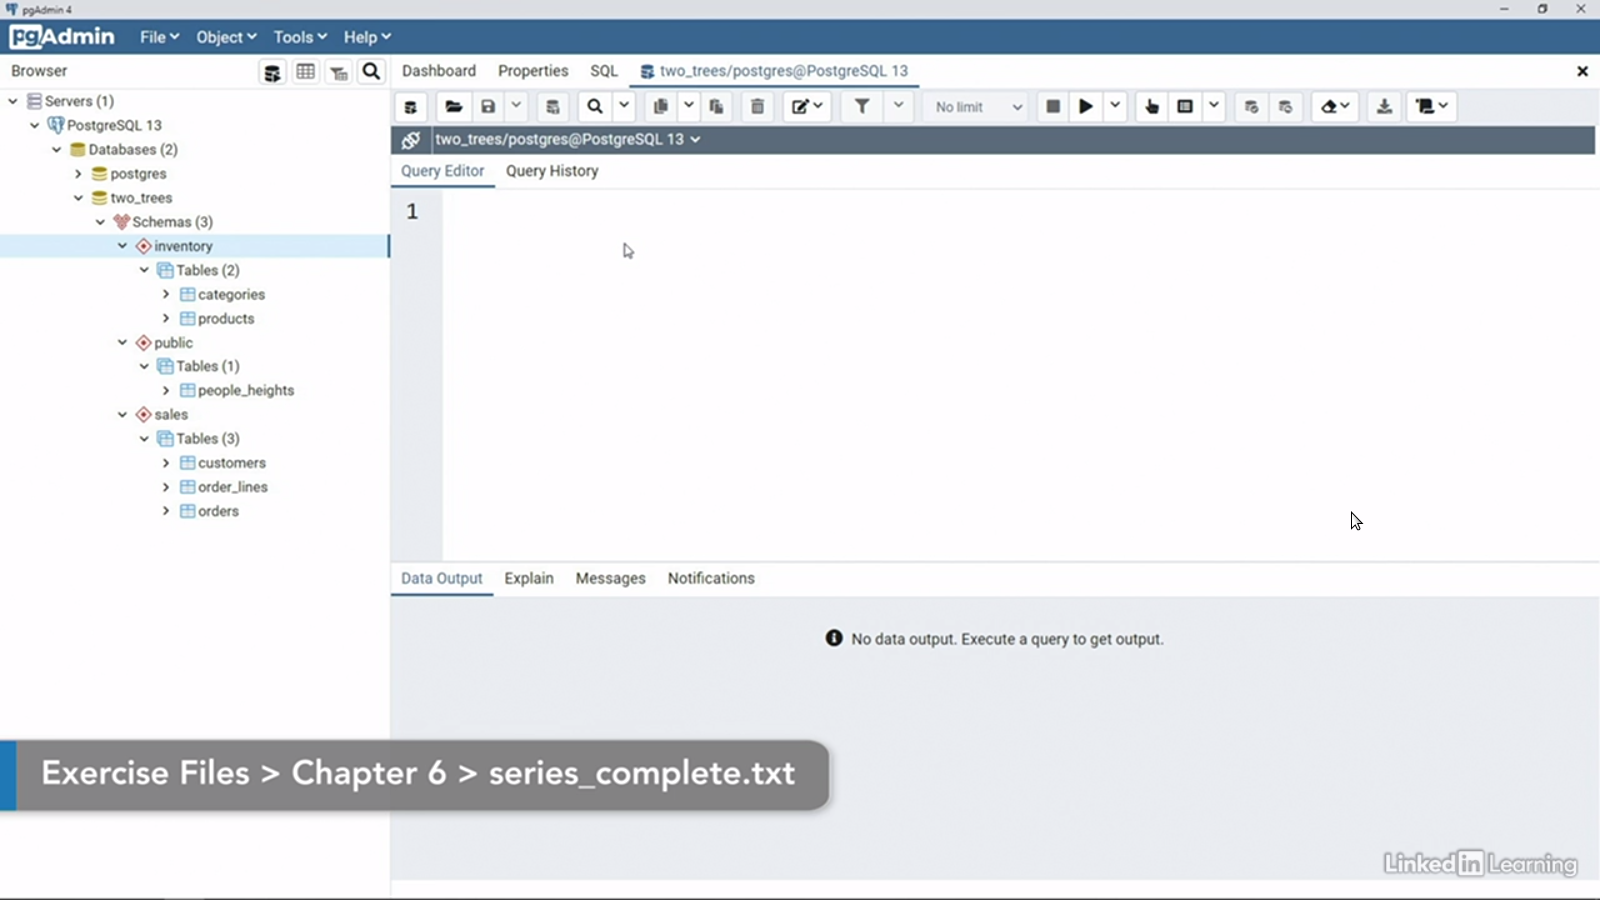 pgAdmin 4
pgAdmin
File
Object
Tools
Help
Browser
Dashboard
Properties
SQL
two_trees/postgres@PostgreSQL 13
Servers (1)
PostgreSQL 13
Databases (2)
postgres
two_trees
Schemas (3)
inventory
Tables (2)
categories
products
public
Tables (1)
people_heights
sales
Tables (3)
customers
order_lines
orders
No limit
two_trees/postgres@PostgreSQL 13
Query Editor
Query History
1
Data Output
Explain
Messages
Notifications
No data output. Execute a query to get output.
Exercise Files > Chapter 6 > series_complete.txt
Linked in Learning